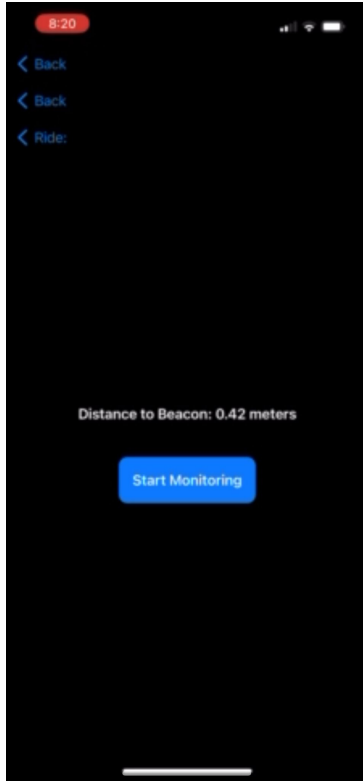 8:20
Back
Back
Ride:
Distance to Beacon: 0.42 meters
Start Monitoring